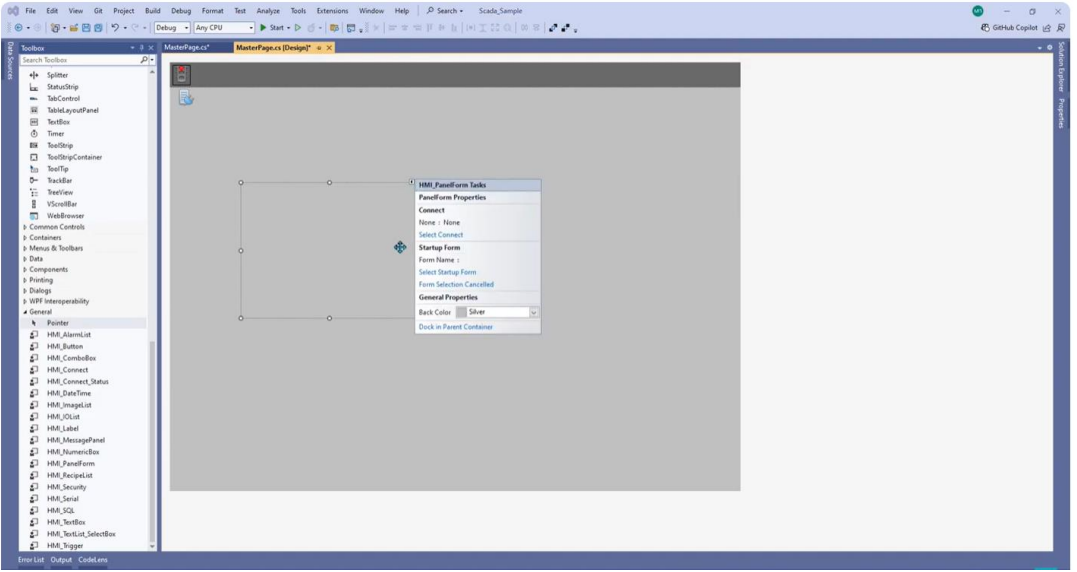 File Edit View Git Project Build Debug Format Test Analyze Tools Extensions Window Help Search Scada_Sample MS
Debug Any CPU Start GitHub Copilot
Data Sources
Toolbox
Search Toolbox
Splitter
StatusStrip
TabControl
TableLayoutPanel
TextBox
Timer
ToolStrip
ToolStripContainer
ToolTip
TrackBar
TreeView
VScrollBar
WebBrowser
Common Controls
Containers
Menus & Toolbars
Data
Components
Printing
Dialogs
WPF Interoperability
General
Pointer
HMI_AlarmList
HMI_Button
HMI_ComboBox
HMI_Connect
HMI_Connect_Status
HMI_DateTime
HMI_ImageList
HMI_IOList
HMI_Label
HMI_MessagePanel
HMI_NumericBox
HMI_PanelForm
HMI_RecipeList
HMI_Security
HMI_Serial
HMI_SQL
HMI_TextBox
HMI_TextList_SelectBox
HMI_Trigger
MasterPage.cs*
MasterPage.cs [Design]*
HMI_PanelForm Tasks
PanelForm Properties
Connect
None : None
Select Connect
Startup Form
Form Name :
Select Startup Form
Form Selection Cancelled
General Properties
Back Color Silver
Dock in Parent Container
Solution Explorer
Properties
Error List Output CodeLens